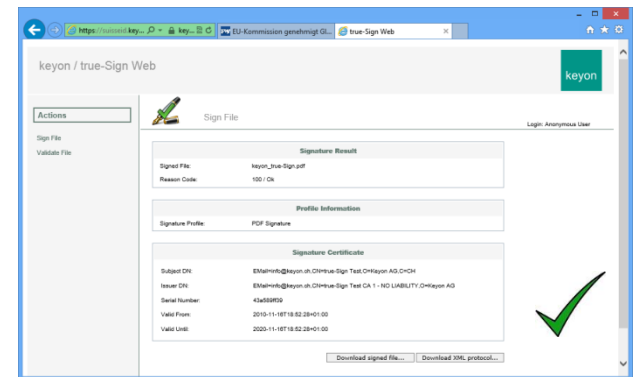 https://suisseid.key...
key...
EU-Kommission genehmigt Gl...
true-Sign Web
keyon / true-Sign Web
keyon
Actions
Sign File
Validate File
Sign File
Login: Anonymous User
Signature Result
Signed File: keyon_true-Sign.pdf
Reason Code: 100 / Ok
Profile Information
Signature Profile: PDF Signature
Signature Certificate
Subject DN: EMail=info@keyon.ch,CN=true-Sign Test,O=Keyon AG,C=CH
Issuer DN: EMail=info@keyon.ch,CN=true-Sign Test CA 1 - NO LIABILITY,O=Keyon AG
Serial Number:
Valid From: 2010-11-16T18:52:28+01:00
Valid Until: 2020-11-16T18:52:28+01:00
Download signed file... Download XML protocol...